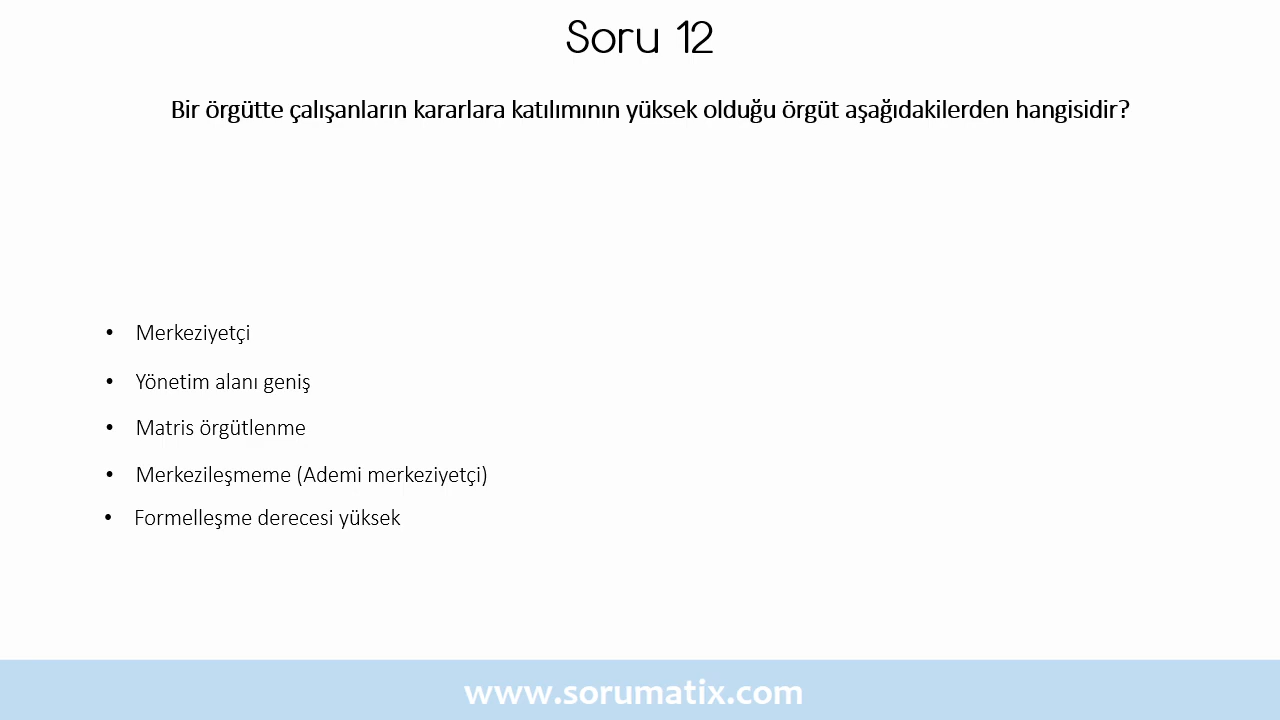 Soru 12
Bir örgütte çalışanların kararlara katılımının yüksek olduğu örgüt aşağıdakilerden hangisidir?
• Merkeziyetçi
• Yönetim alanı geniş
• Matris örgütlenme
• Merkezileşmeme (Ademi merkeziyetçi)
• Formelleşme derecesi yüksek
www.sorumatix.com